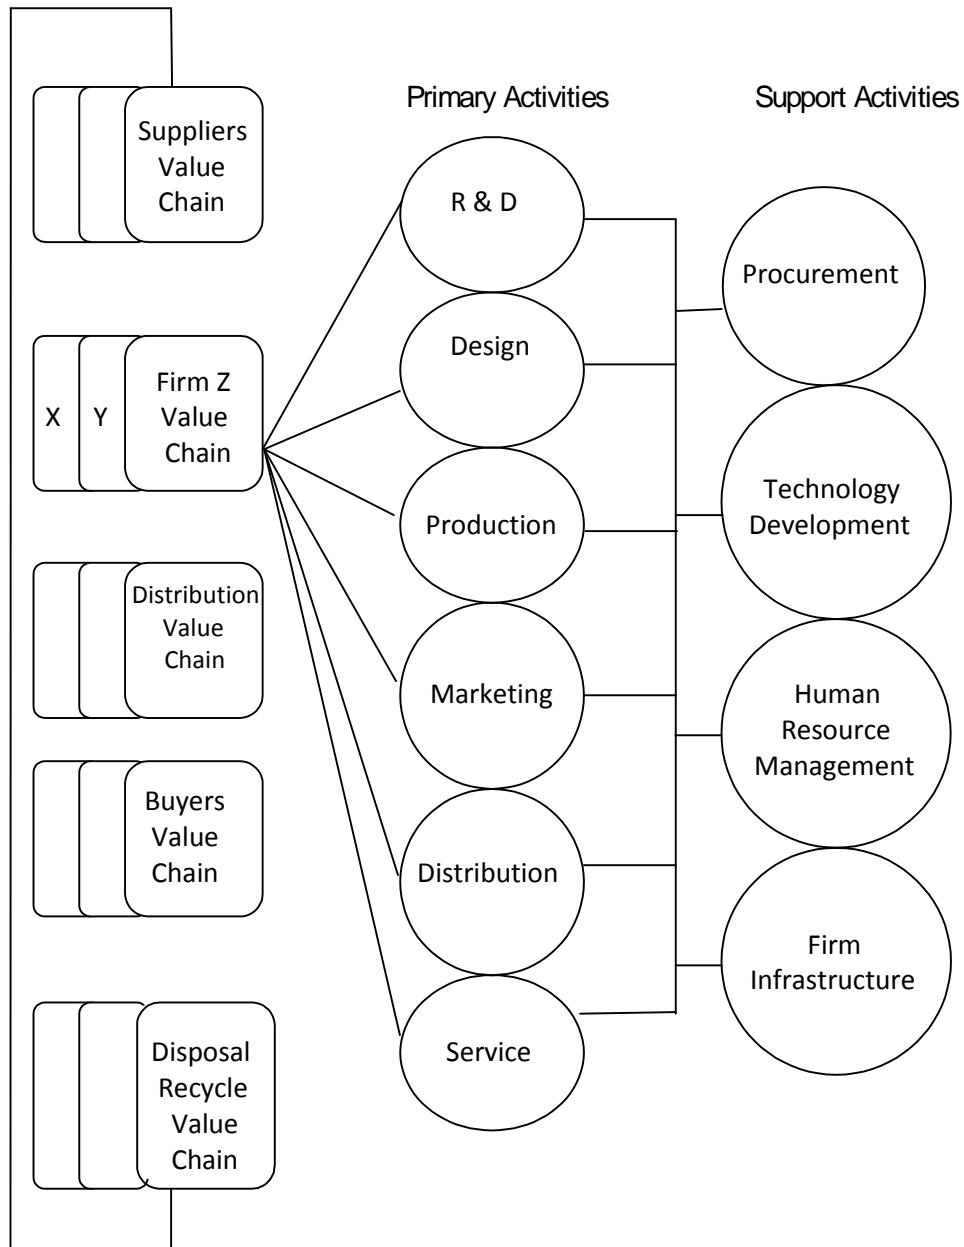 Primary Activities
Support Activities
Suppliers
Value
Chain
X
Y
Firm Z
Value
Chain
Distribution
Value
Chain
Buyers
Value
Chain
Disposal
Recycle
Value
Chain
R & D
Design
Production
Marketing
Distribution
Service
Procurement
Technology
Development
Human
Resource
Management
Firm
Infrastructure